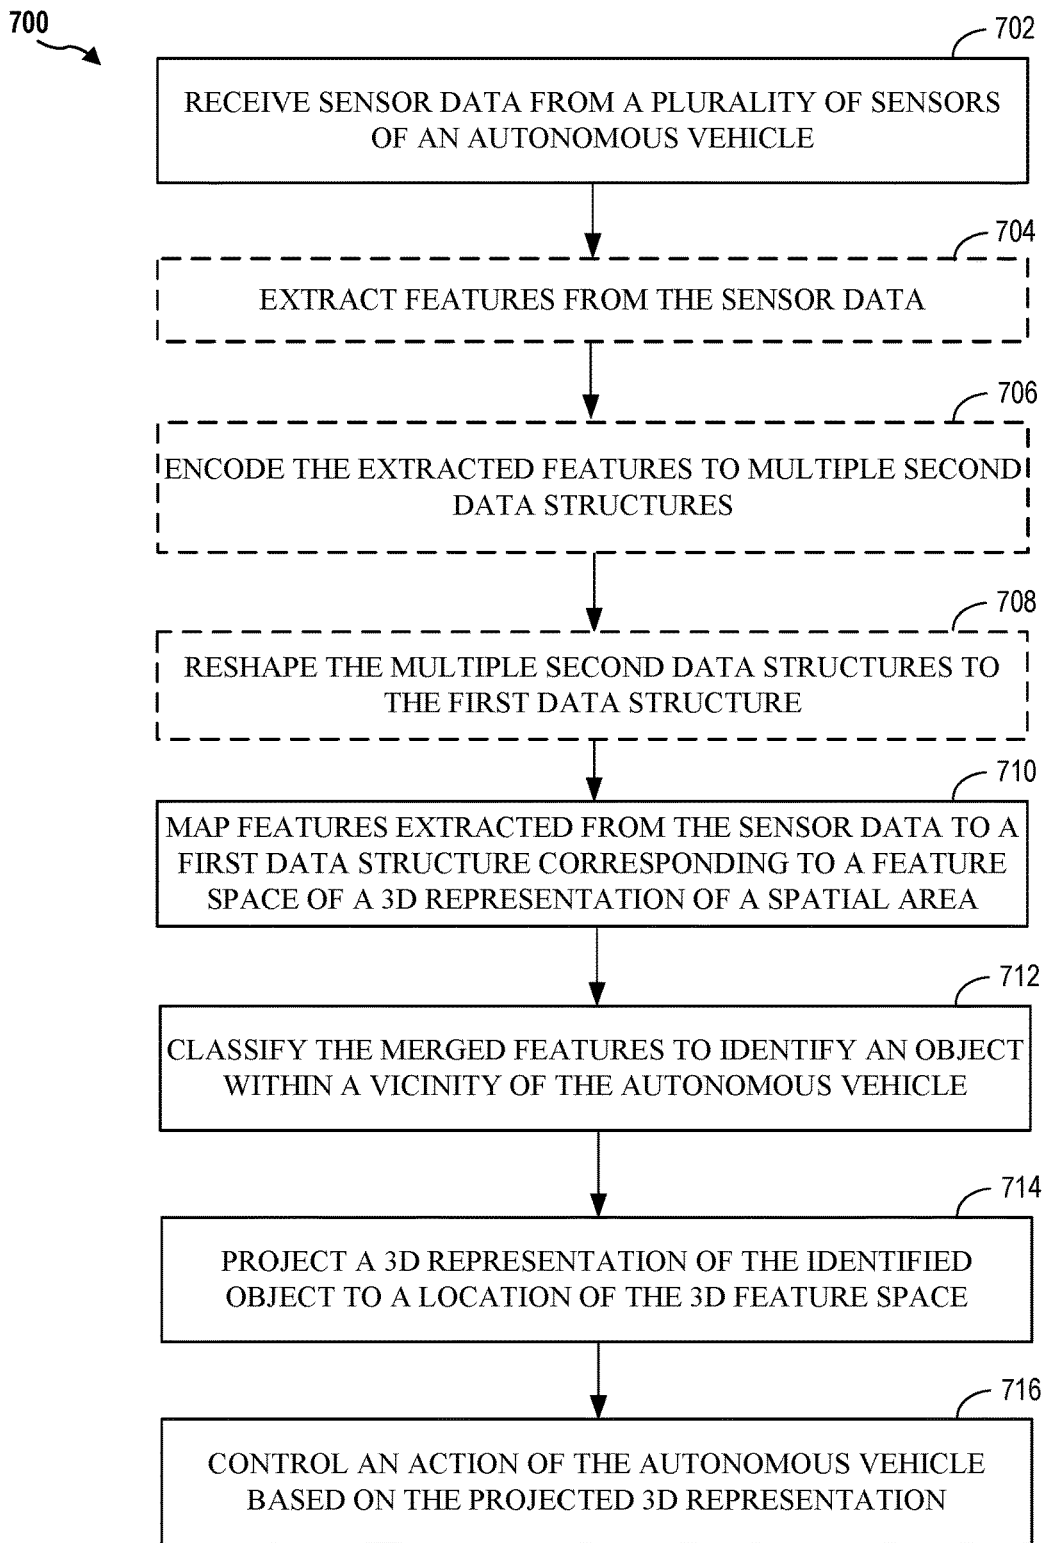 700
702
RECEIVE SENSOR DATA FROM A PLURALITY OF SENSORS
OF AN AUTONOMOUS VEHICLE
704
EXTRACT FEATURES FROM THE SENSOR DATA
706
ENCODE THE EXTRACTED FEATURES TO MULTIPLE SECOND
DATA STRUCTURES
708
RESHAPE THE MULTIPLE SECOND DATA STRUCTURES TO
THE FIRST DATA STRUCTURE
710
MAP FEATURES EXTRACTED FROM THE SENSOR DATA TO A
FIRST DATA STRUCTURE CORRESPONDING TO A FEATURE
SPACE OF A 3D REPRESENTATION OF A SPATIAL AREA
712
CLASSIFY THE MERGED FEATURES TO IDENTIFY AN OBJECT
WITHIN A VICINITY OF THE AUTONOMOUS VEHICLE
714
PROJECT A 3D REPRESENTATION OF THE IDENTIFIED
OBJECT TO A LOCATION OF THE 3D FEATURE SPACE
716
CONTROL AN ACTION OF THE AUTONOMOUS VEHICLE
BASED ON THE PROJECTED 3D REPRESENTATION